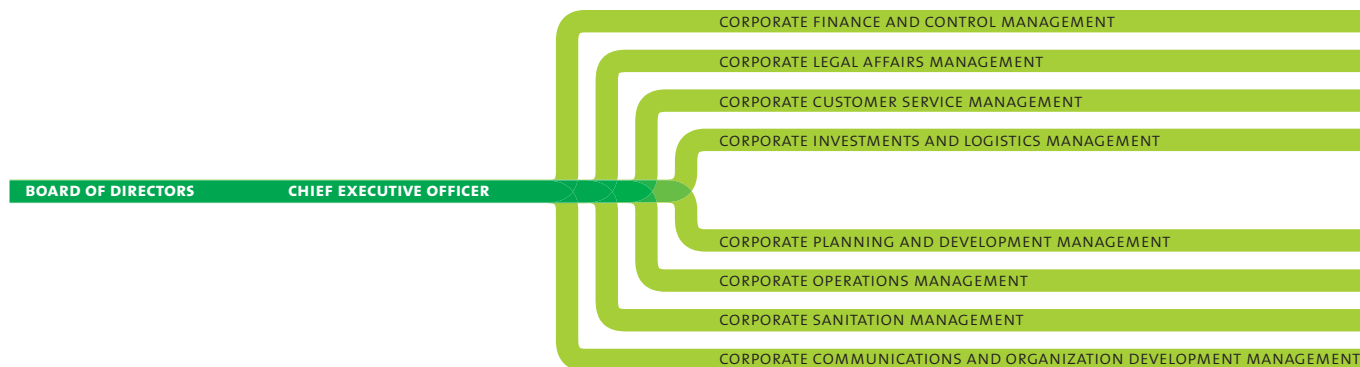 CORPORATE FINANCE AND CONTROL MANAGEMENT
CORPORATE LEGAL AFFAIRS MANAGEMENT
CORPORATE CUSTOMER SERVICE MANAGEMENT
CORPORATE INVESTMENTS AND LOGISTICS MANAGEMENT
BOARD OF DIRECTORS CHIEF EXECUTIVE OFFICER
CORPORATE PLANNING AND DEVELOPMENT MANAGEMENT
CORPORATE OPERATIONS MANAGEMENT
CORPORATE SANITATION MANAGEMENT
CORPORATE COMMUNICATIONS AND ORGANIZATION DEVELOPMENT MANAGEMENT